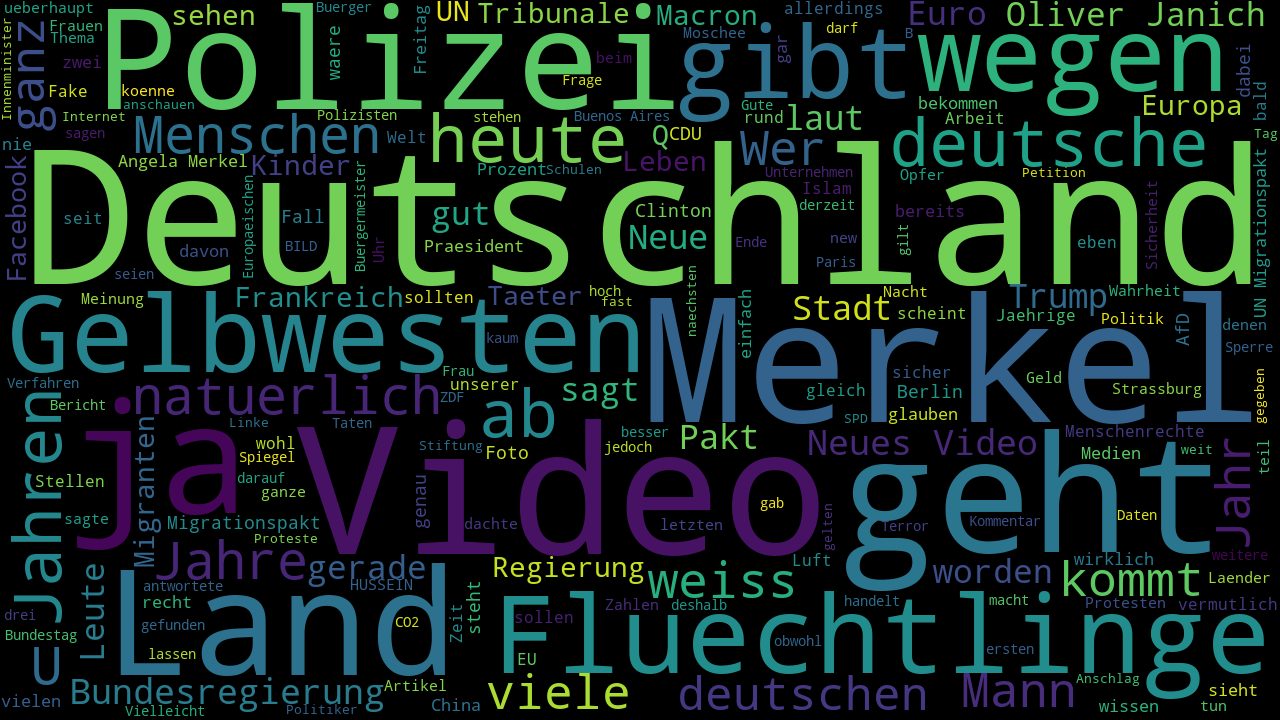 ueberhaupt
Frauen
Thema
zwei
Fake
Innenminister
ganz
Internet
sagen
nie
koenne
anschauen
Polizei
sehen
Buerger
waere
Freitag
UN
Tribunale
Macron
Moschee
allerdings
gar
darf
B
Euro
Oliver Janich
beim
Frage
gibt
wegen
dabei
bald
Polizisten
stehen
Buenos Aires
Gute
rund
laut
bekommen
Arbeit
Europa
Tag
Menschen
Welt
heute
Q
CDU
Wer
deutsche
Angela Merkel
Kinder
Prozent
Schulen
Leben
Unternehmen
Islam
Opfer
Petition
Facebook
Deutschland
seit
davon
Europaeischen
Fall
BILD
Buergermeister
Uhr
gut
Praesident
Clinton
Neue
Ende
derzeit
new
Paris
bereits
gilt
eben
Sicherheit
UN Migrationspakt
seien
Meinung
Frankreich
sollten
Taeter
hoch
fast
naechsten
einfach
Stadt
Nacht
scheint
Trump
Jaehrige
Wahrheit
Politik
AfD
denen
Sperre
Gelbwesten
kaum
Merkel
Verfahren
Bericht
natuerlich
Frau
unserer
ZDF
sagt
ab
gleich
sicher
Berlin
SPD
glauben
Geld
Strassburg
gegeben
Jahren
Linke
Taten
Migranten
ja
wohl
Spiegel
darauf
ganze
Video
Stiftung
Foto
besser
jedoch
Pakt
Neues Video
Menschenrechte
Medien
weit
teil
Jahr
Stellen
sagte
Migrationspakt
Proteste
genau
dachte
letzten
gab
gelten
geht
Terror
Kommentar
Daten
weitere
Leute
Jahre
gerade
Regierung
Luft
weiss
worden
wirklich
kommt
Laender
antwortete
HUSSEIN
recht
gefunden
drei
Bundestag
Land
CO2
Zeit
steht
sollen
Zahlen
deshalb
handelt
macht
Protesten
vermutlich
Fluechtlinge
obwohl
ersten
EU
lassen
u
vielen
Bundesregierung
Artikel
Vielleicht
Politiker
China
viele
deutschen
Mann
Anschlag
wissen
sieht
tun